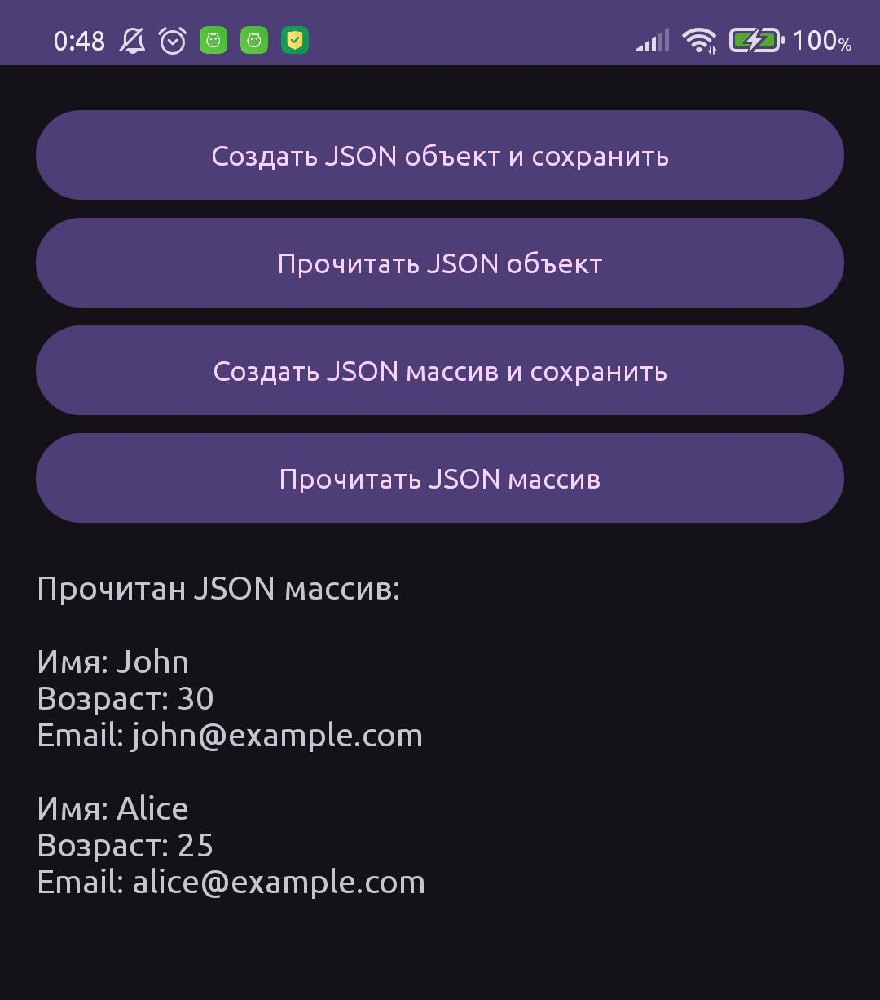 0:48 100%
Создать JSON объект и сохранить
Прочитать JSON объект
Создать JSON массив и сохранить
Прочитать JSON массив
Прочитан JSON массив:
Имя: John
Возраст: 30
Email: john@example.com
Имя: Alice
Возраст: 25
Email: alice@example.com